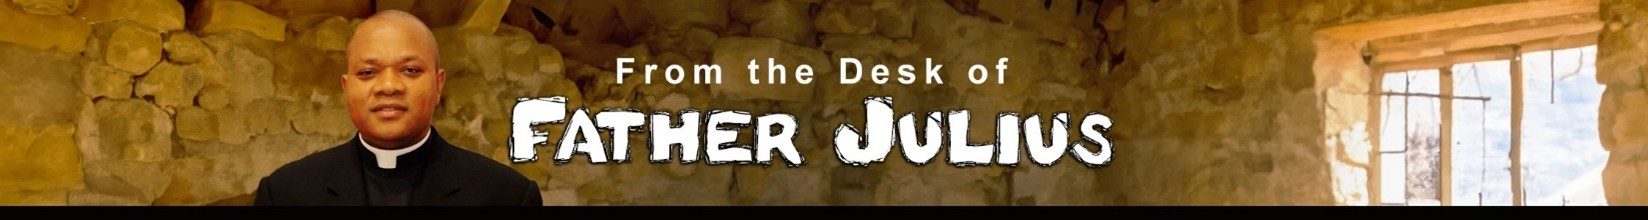 From the Desk of
Father Julius